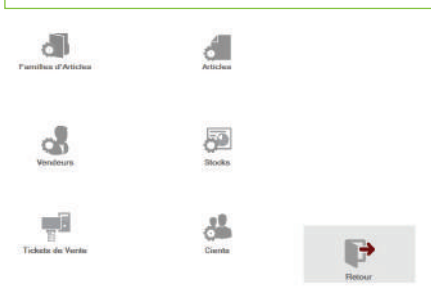 Familles d'Articles
Articles
Vendeurs
Stocks
Tickets de Vente
Clients
Retour